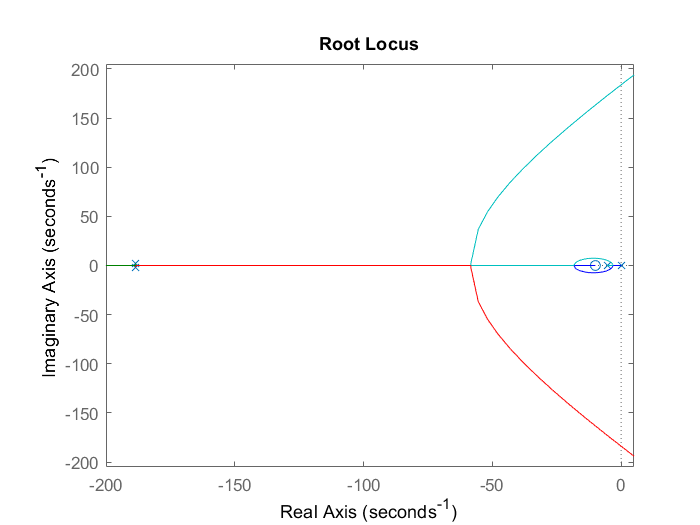 Root Locus
Imaginary Axis (seconds⁻¹)
200
150
100
50
0
-50
-100
-150
-200
-200 -150 -100 -50 0
Real Axis (seconds⁻¹)